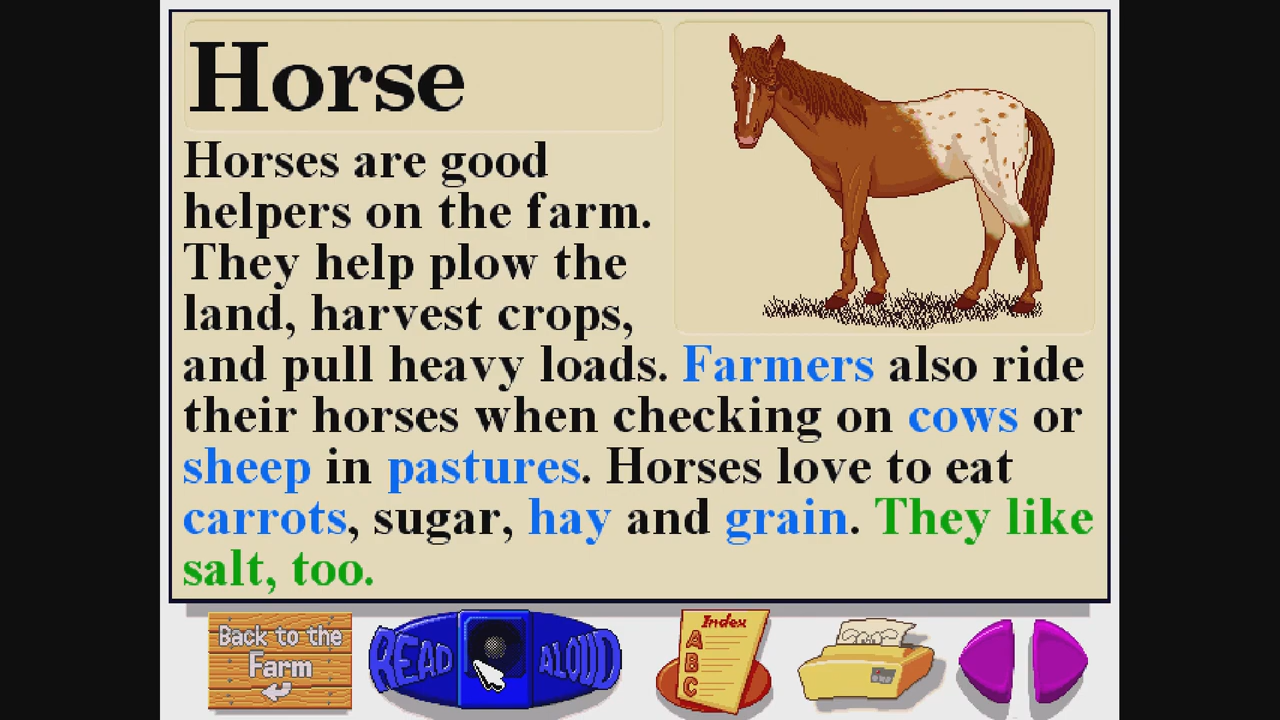 Horse
Horses are good
helpers on the farm.
They help plow the
land, harvest crops,
and pull heavy loads. Farmers also ride
their horses when checking on cows or
sheep in pastures. Horses love to eat
carrots, sugar, hay and grain. They like
salt, too.
Back to the
Farm
READ ALOUD
Index
A
B
C